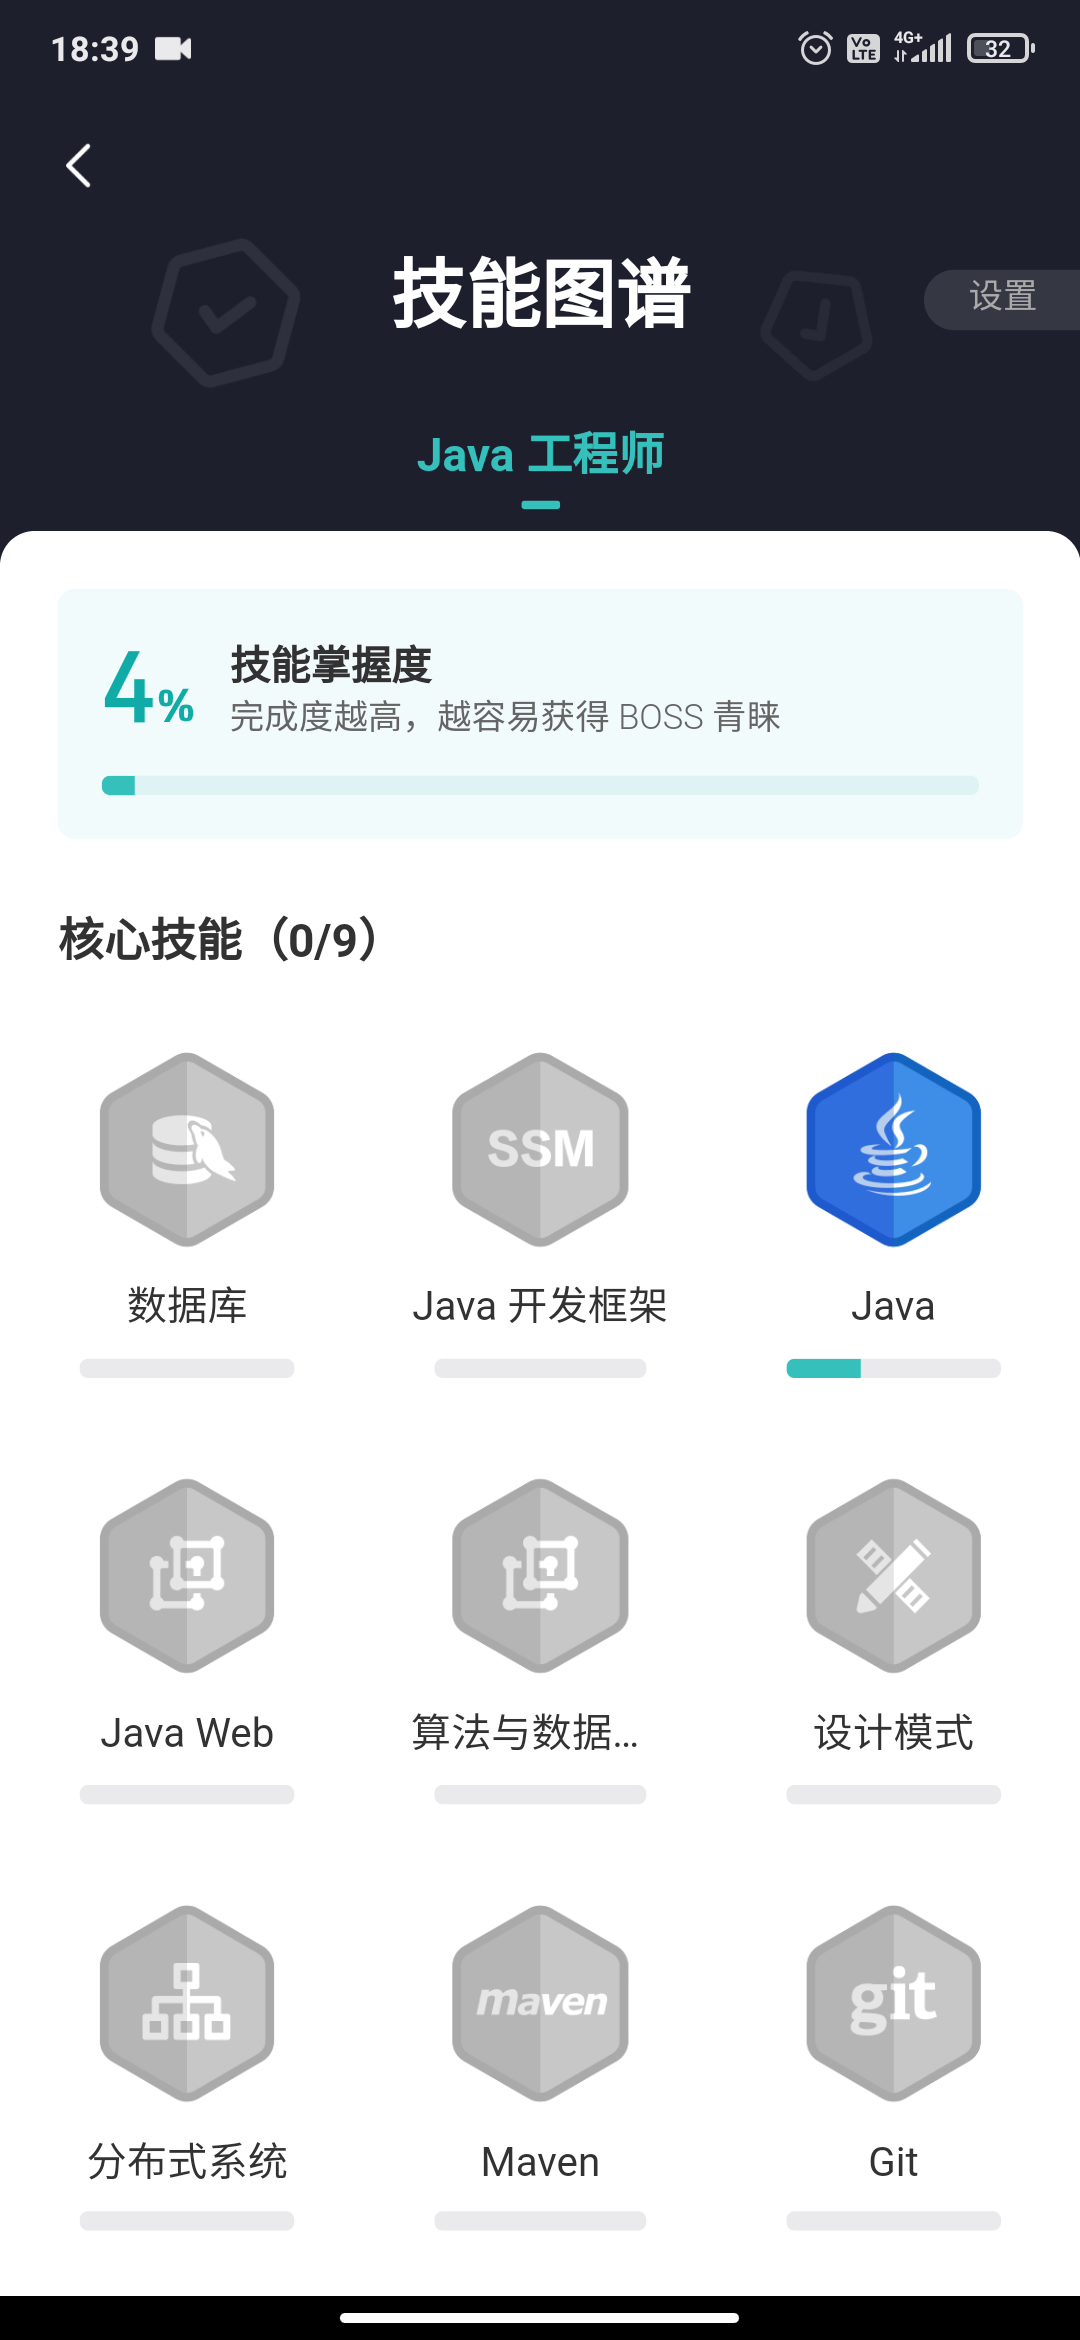 18:39
Vo LTE 4G+ 32
技能图谱
设置
Java 工程师
4%
技能掌握度
完成度越高，越容易获得 BOSS 青睐
核心技能（0/9）
SSM
数据库 Java 开发框架 Java
Java Web 算法与数据... 设计模式
maven git
分布式系统 Maven Git